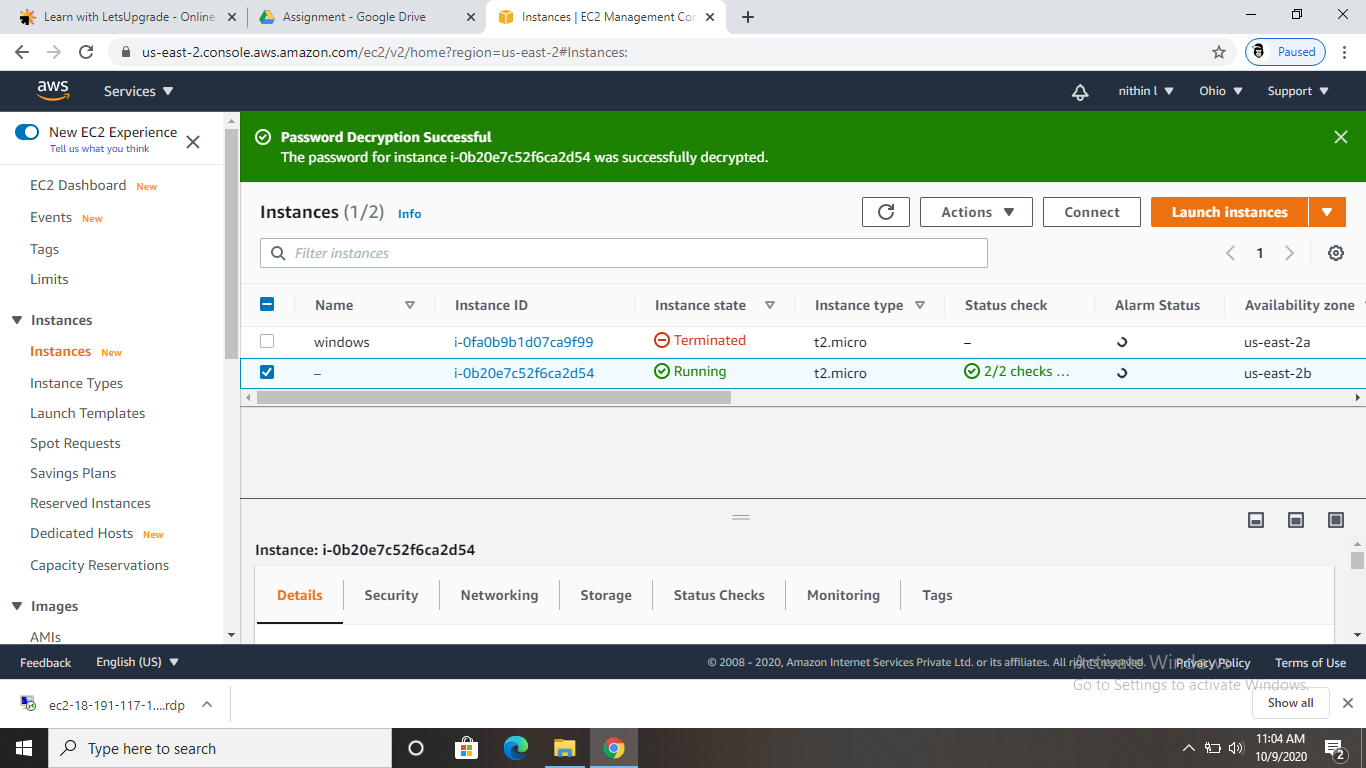 Learn with LetsUpgrade - Online
Assignment - Google Drive
Instances | EC2 Management Con
us-east-2.console.aws.amazon.com/ec2/v2/home?region=us-east-2#Instances:
Paused
aws
Services
nithin l
Ohio
Support
New EC2 Experience
Tell us what you think
EC2 Dashboard New
Events New
Tags
Limits
Instances
Instances New
Instance Types
Launch Templates
Spot Requests
Savings Plans
Reserved Instances
Dedicated Hosts New
Capacity Reservations
Images
AMIs
Password Decryption Successful
The password for instance i-0b20e7c52f6ca2d54 was successfully decrypted.
Instances (1/2) Info
Actions
Connect
Launch instances
Filter instances
1
Name Instance ID Instance state Instance type Status check Alarm Status Availability zone
windows i-0fa0b9b1d07ca9f99 Terminated t2.micro – us-east-2a
– i-0b20e7c52f6ca2d54 Running t2.micro 2/2 checks ... us-east-2b
Instance: i-0b20e7c52f6ca2d54
Details Security Networking Storage Status Checks Monitoring Tags
Feedback English (US) © 2008 - 2020, Amazon Internet Services Private Ltd. or its affiliates. All rights reserved. Privacy Policy Terms of Use
Activate Windows
Go to Settings to activate Windows.
ec2-18-191-117-1....rdp
Show all
Type here to search
11:04 AM
10/9/2020
2